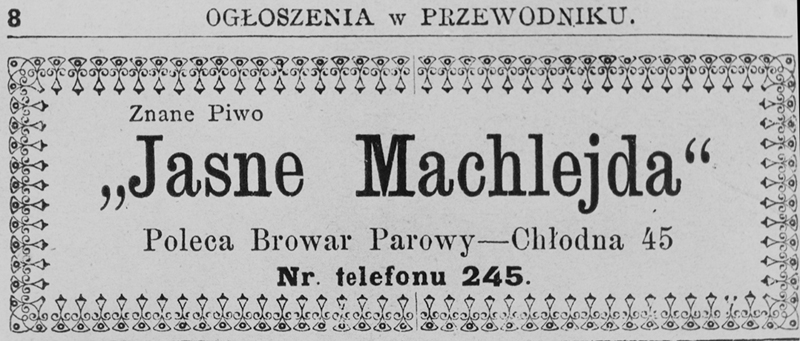 8 OGŁOSZENIA w PRZEWODNIKU.
Znane Piwo
„Jasne Machlejda“
Poleca Browar Parowy—Chłodna 45
Nr. telefonu 245.